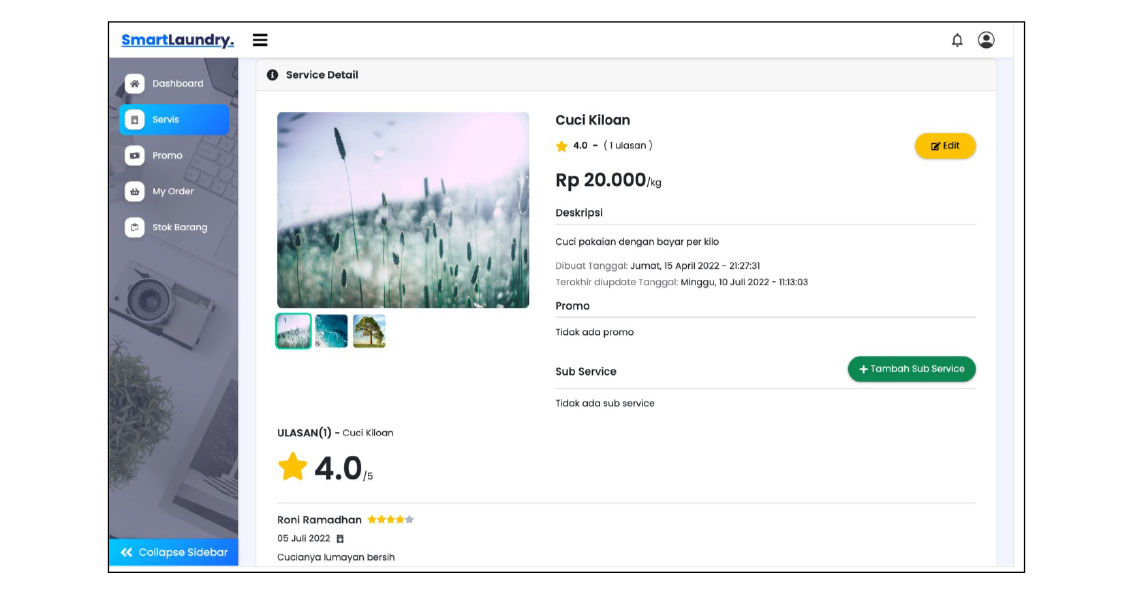 SmartLaundry.
Service Detail
Dashboard
Servis
Promo
My Order
Stok Barang
Collapse Sidebar
Cuci Kiloan
4.0 - ( 1 ulasan )
Edit
Rp 20.000/kg
Deskripsi
Cuci pakaian dengan bayar per kilo
Dibuat Tanggal: Jumat, 15 April 2022 - 21:27:31
Terakhir diupdate Tanggal: Minggu, 10 Juli 2022 - 11:13:03
Promo
Tidak ada promo
Sub Service
Tambah Sub Service
Tidak ada sub service
ULASAN(1) - Cuci Kiloan
4.0/5
Roni Ramadhan
05 Juli 2022
Cucianya lumayan bersih